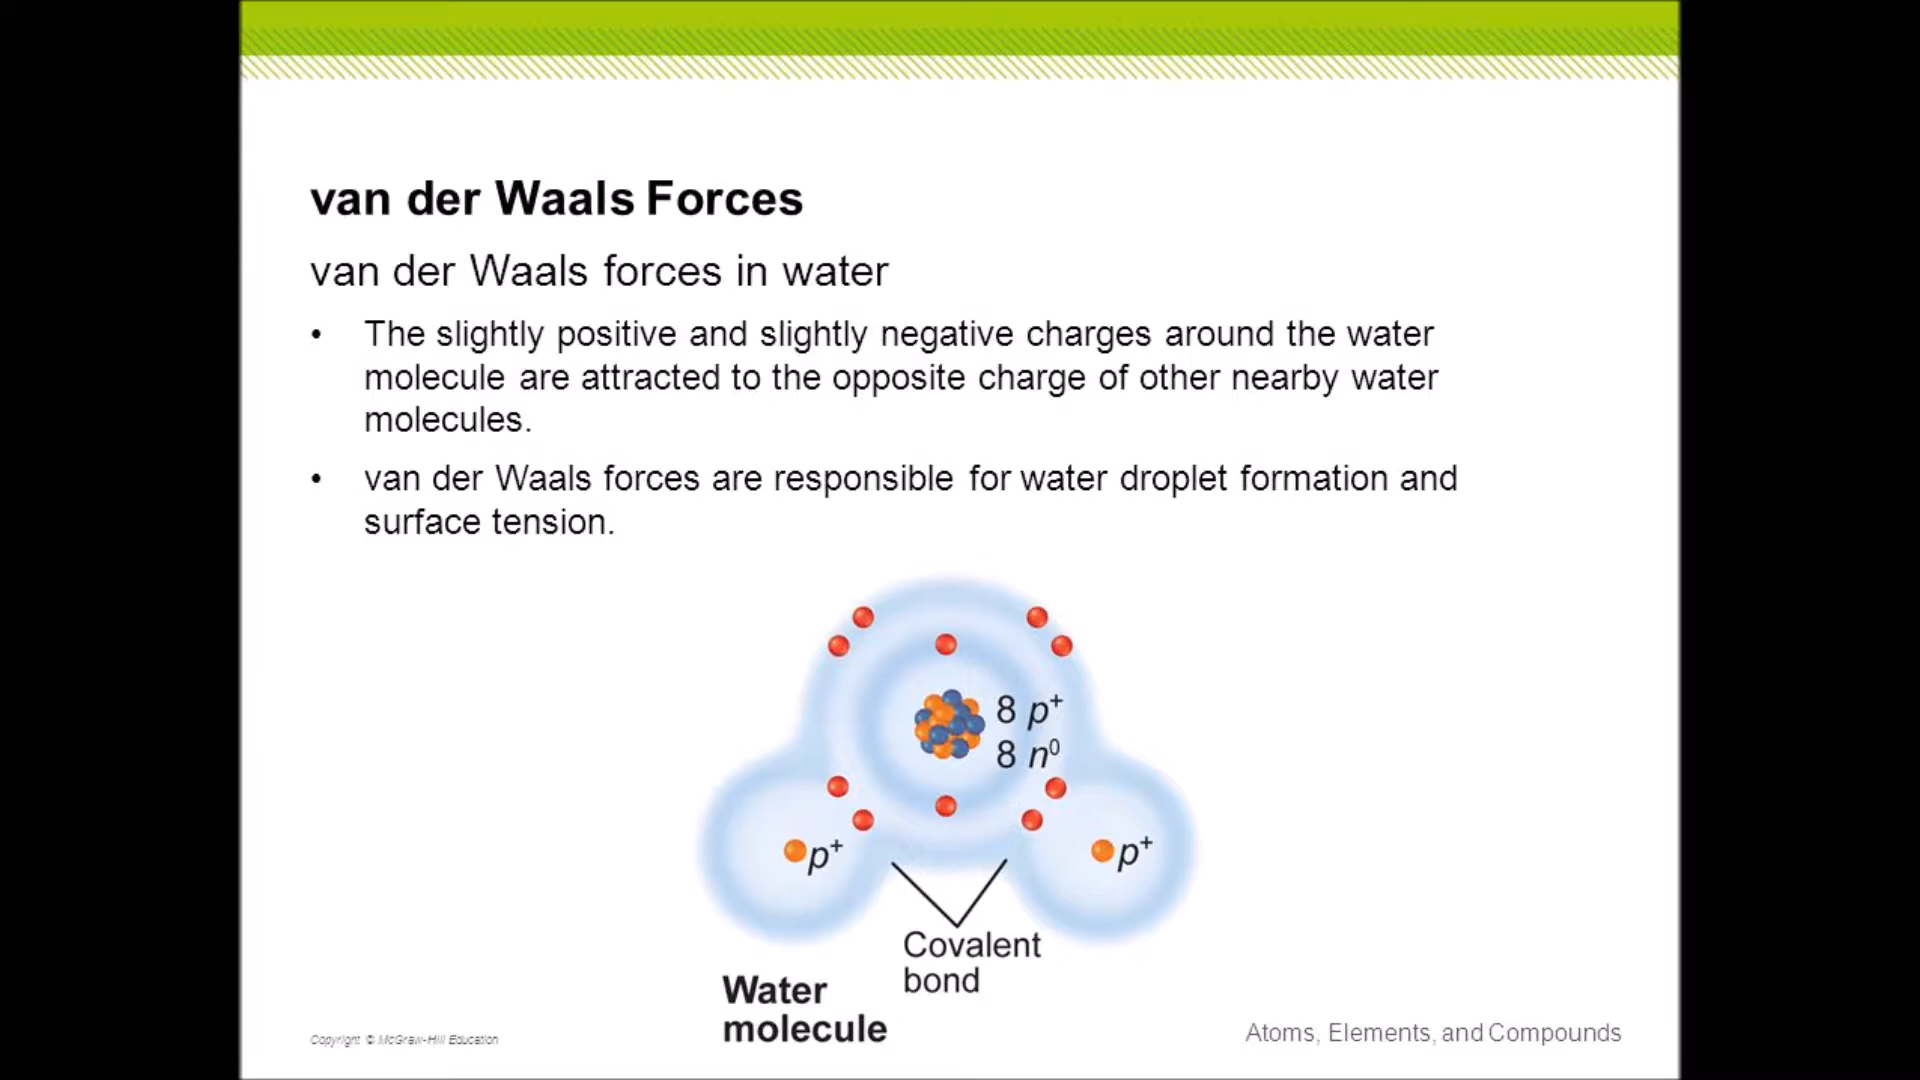 van der Waals Forces
van der Waals forces in water
• The slightly positive and slightly negative charges around the water
molecule are attracted to the opposite charge of other nearby water
molecules.
• van der Waals forces are responsible for water droplet formation and
surface tension.
8 p⁺
8 n⁰
p⁺
p⁺
Covalent
bond
Water
molecule
Copyright © McGraw-Hill Education
Atoms, Elements, and Compounds